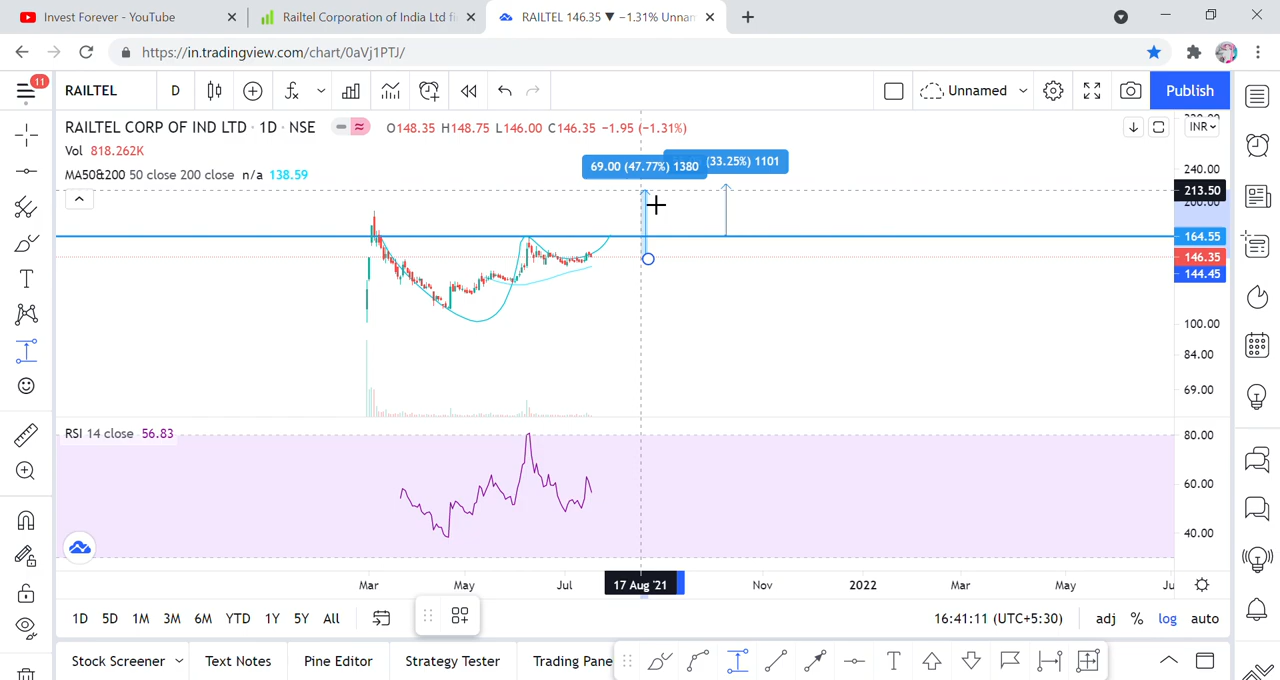 Invest Forever - YouTube
Railtel Corporation of India Ltd fi
RAILTEL 146.35 ▼ −1.31% Unnar
https://in.tradingview.com/chart/0aVj1PTJ/
11
RAILTEL
D
Unnamed
Publish
RAILTEL CORP OF IND LTD · 1D · NSE
O148.35 H148.75 L146.00 C146.35 −1.95 (−1.31%)
INR
Vol 818.262K
MA50&200 50 close 200 close n/a 138.59
69.00 (47.77%) 1380
(33.25%) 1101
240.00
213.50
200.00
164.55
146.35
144.45
100.00
84.00
69.00
RSI 14 close 56.83
80.00
60.00
40.00
Mar
May
Jul
17 Aug '21
Nov
2022
Mar
May
Ju
1D 5D 1M 3M 6M YTD 1Y 5Y All
16:41:11 (UTC+5:30)
adj % log auto
Stock Screener
Text Notes
Pine Editor
Strategy Tester
Trading Pane
T